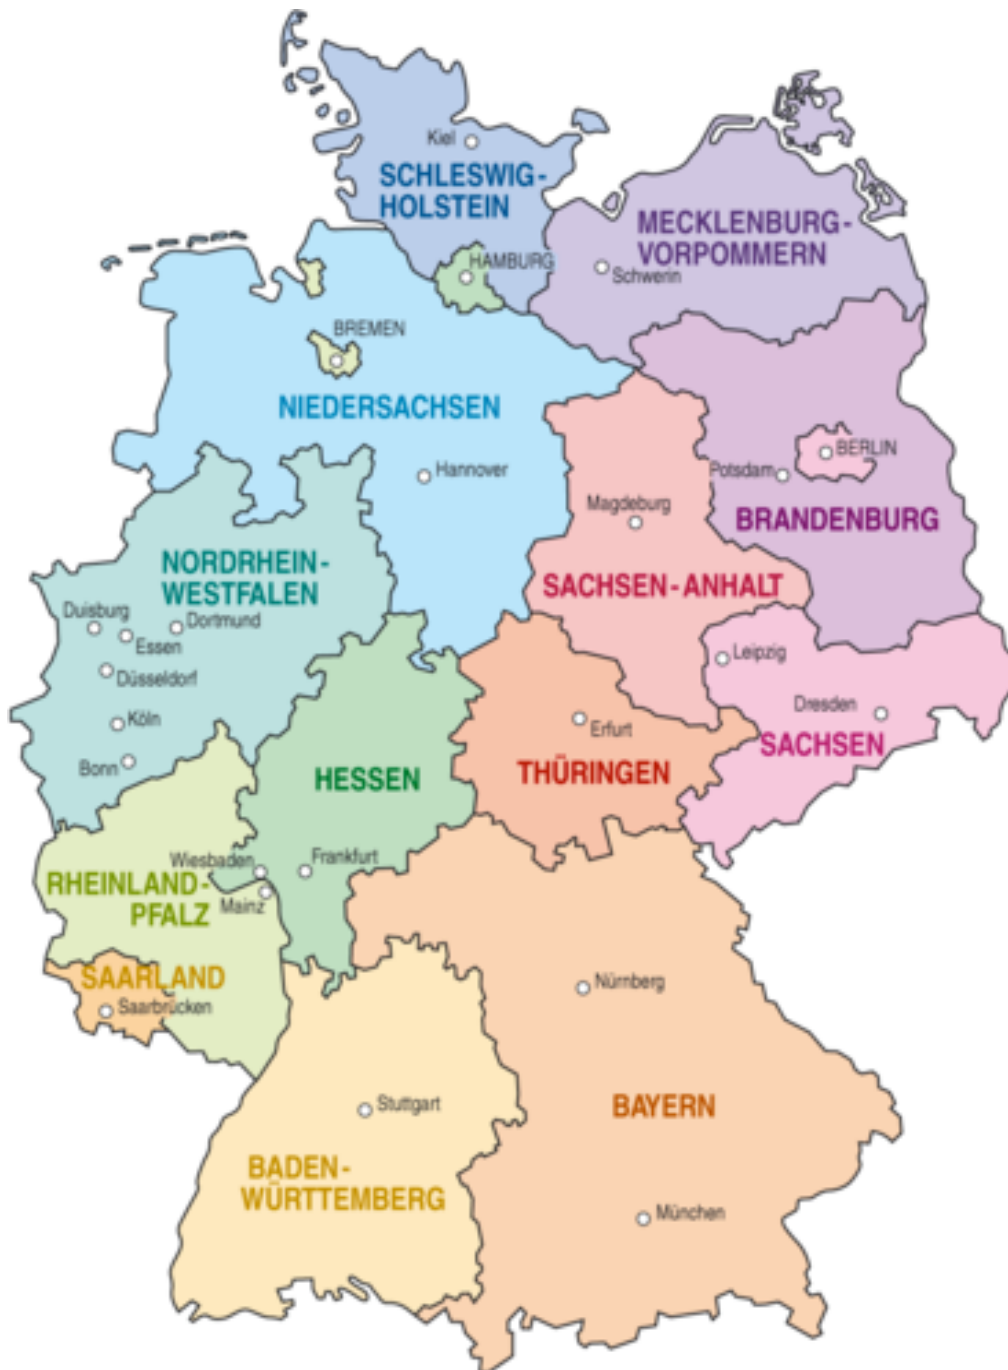 Kiel
SCHLESWIG-
HOLSTEIN
MECKLENBURG-
VORPOMMERN
HAMBURG
Schwerin
BREMEN
NIEDERSACHSEN
BERLIN
Hannover
Potsdam
Magdeburg
BRANDENBURG
NORDRHEIN-
WESTFALEN
SACHSEN-ANHALT
Duisburg
Dortmund
Essen
Leipzig
Düsseldorf
Dresden
Köln
Erfurt
SACHSEN
Bonn
HESSEN
THÜRINGEN
Wiesbaden
Frankfurt
RHEINLAND-
PFALZ
Mainz
SAARLAND
Nürnberg
Saarbrücken
Stuttgart
BAYERN
BADEN-
WÜRTTEMBERG
München